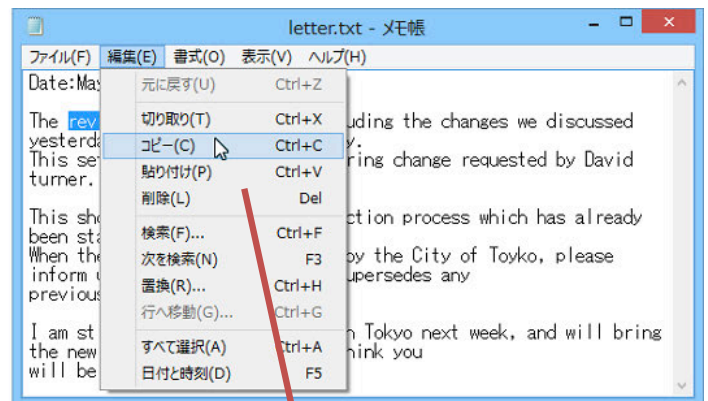 letter.txt - メモ帳
ファイル(F) 編集(E) 書式(O) 表示(V) ヘルプ(H)
Date:May
元に戻す(U) Ctrl+Z
切り取り(T) Ctrl+X
コピー(C) Ctrl+C
貼り付け(P) Ctrl+V
削除(L) Del
検索(F)... Ctrl+F
次を検索(N) F3
置換(R)... Ctrl+H
行へ移動(G)... Ctrl+G
すべて選択(A) Ctrl+A
日付と時刻(D) F5
The rev uding the changes we discussed
yesterda y.
This se ring change requested by David
turner.
This sho ction process which has already
been sta
When the by the City of Toyko, please
inform u upersedes any
previous
I am st n Tokyo next week, and will bring
the new hink you
will be